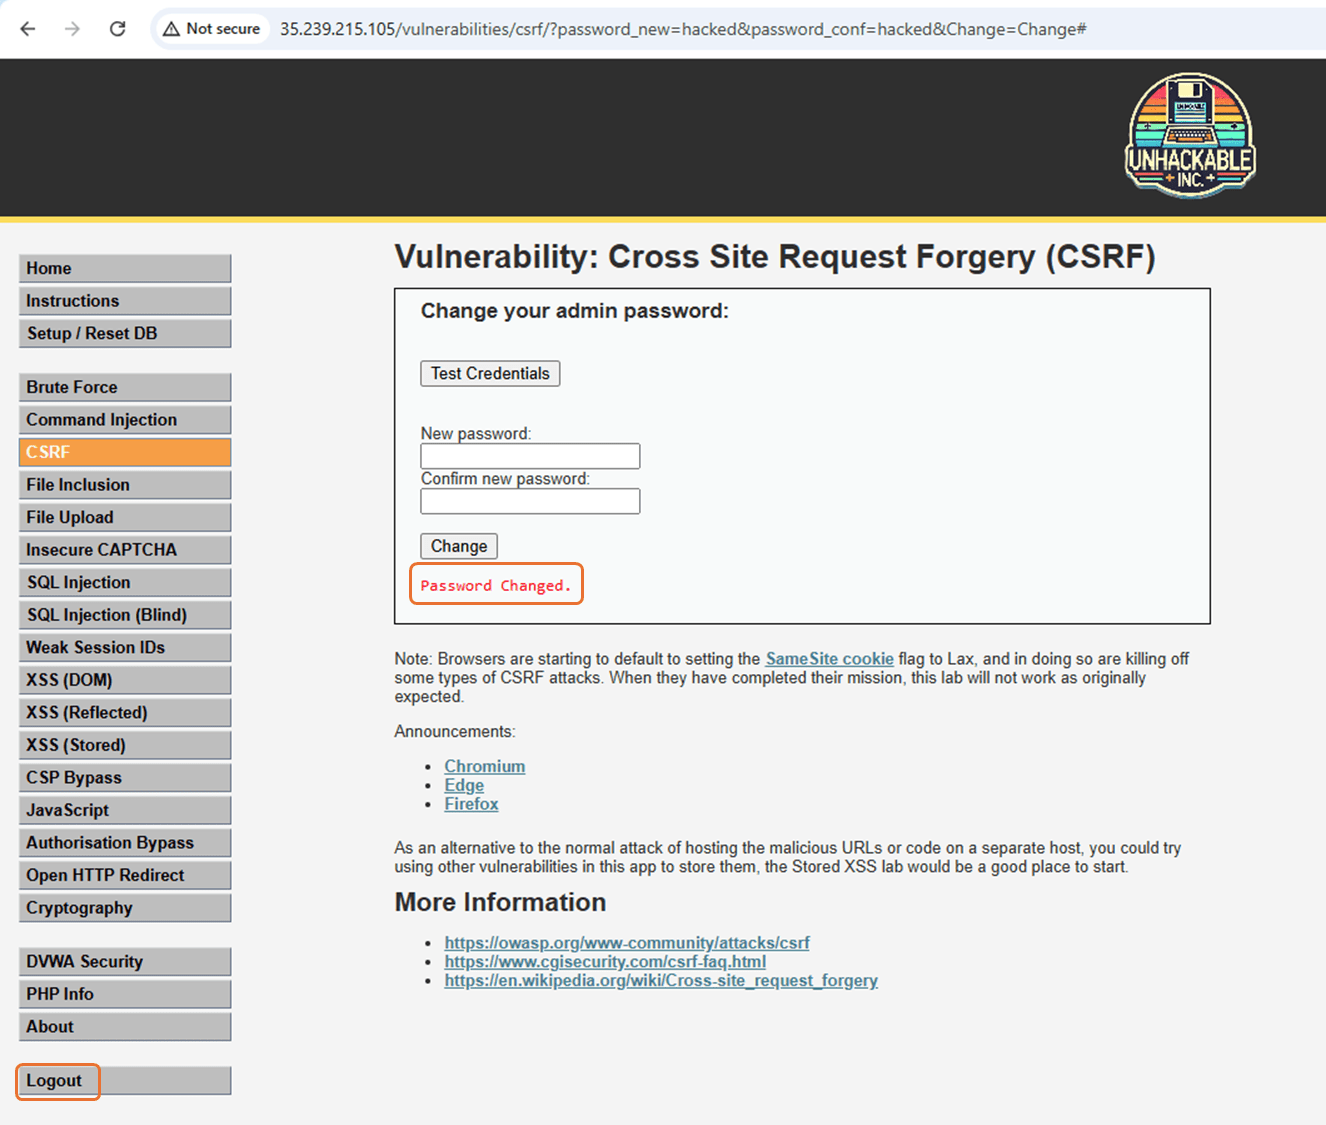 Not secure
35.239.215.105/vulnerabilities/csrf/?password_new=hacked&password_conf=hacked&Change=Change#
UNHACKABLE
INC.
Home
Instructions
Setup / Reset DB
Brute Force
Command Injection
CSRF
File Inclusion
File Upload
Insecure CAPTCHA
SQL Injection
SQL Injection (Blind)
Weak Session IDs
XSS (DOM)
XSS (Reflected)
XSS (Stored)
CSP Bypass
JavaScript
Authorisation Bypass
Open HTTP Redirect
Cryptography
DVWA Security
PHP Info
About
Logout
Vulnerability: Cross Site Request Forgery (CSRF)
Change your admin password:
Test Credentials
New password:
Confirm new password:
Change
Password Changed.
Note: Browsers are starting to default to setting the SameSite cookie flag to Lax, and in doing so are killing off
some types of CSRF attacks. When they have completed their mission, this lab will not work as originally
expected.
Announcements:
Chromium
Edge
Firefox
As an alternative to the normal attack of hosting the malicious URLs or code on a separate host, you could try
using other vulnerabilities in this app to store them, the Stored XSS lab would be a good place to start.
More Information
https://owasp.org/www-community/attacks/csrf
https://www.cgisecurity.com/csrf-faq.html
https://en.wikipedia.org/wiki/Cross-site_request_forgery